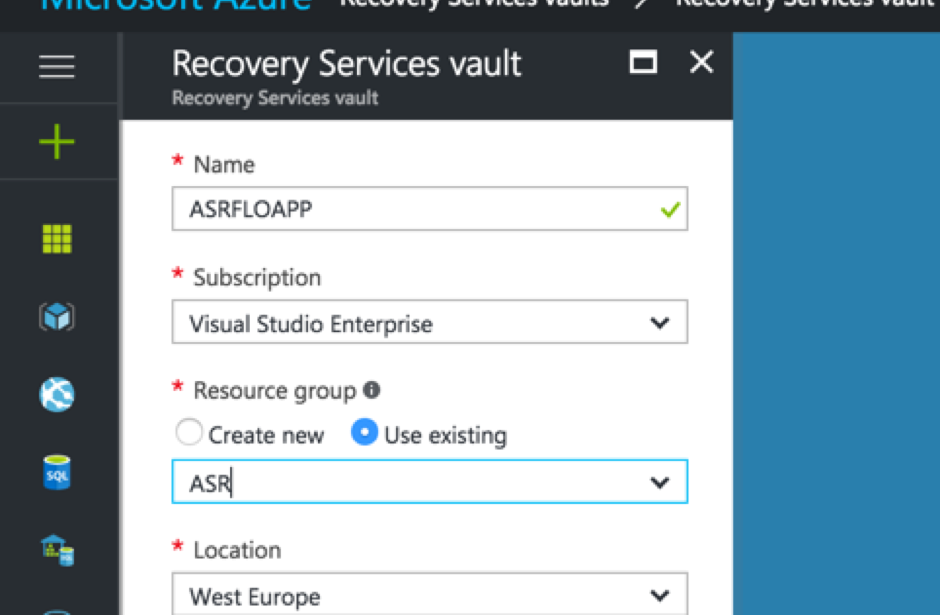 Microsoft Azure Recovery Services vaults > Recovery Services vault
Recovery Services vault
Recovery Services vault
* Name
ASRFLOAPP
* Subscription
Visual Studio Enterprise
* Resource group
Create new Use existing
ASR
* Location
West Europe
SQL